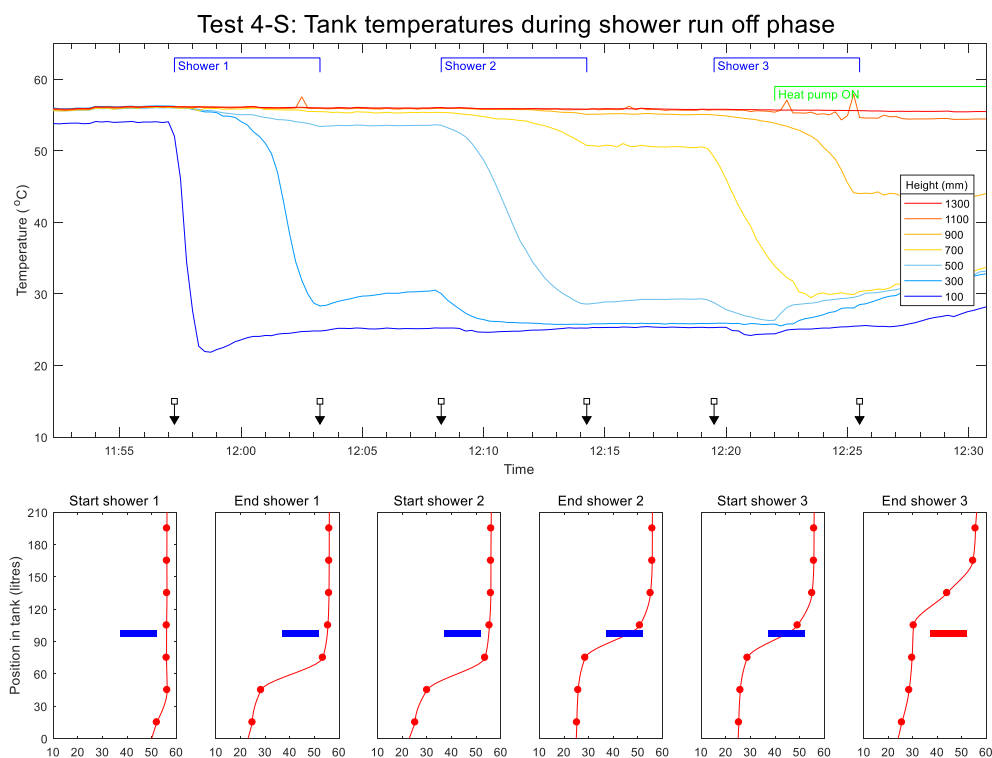 Test 4-S: Tank temperatures during shower run off phase
Shower 1
Shower 2
Shower 3
Heat pump ON
60
50
40
30
20
10
Temperature ( °C)
Height (mm)
1300
1100
900
700
500
300
100
11:55
12:00
12:05
12:10
12:15
12:20
12:25
12:30
Time
Start shower 1
End shower 1
Start shower 2
End shower 2
Start shower 3
End shower 3
210
180
150
120
90
60
30
0
Position in tank (litres)
10 20 30 40 50 60
10 20 30 40 50 60
10 20 30 40 50 60
10 20 30 40 50 60
10 20 30 40 50 60
10 20 30 40 50 60